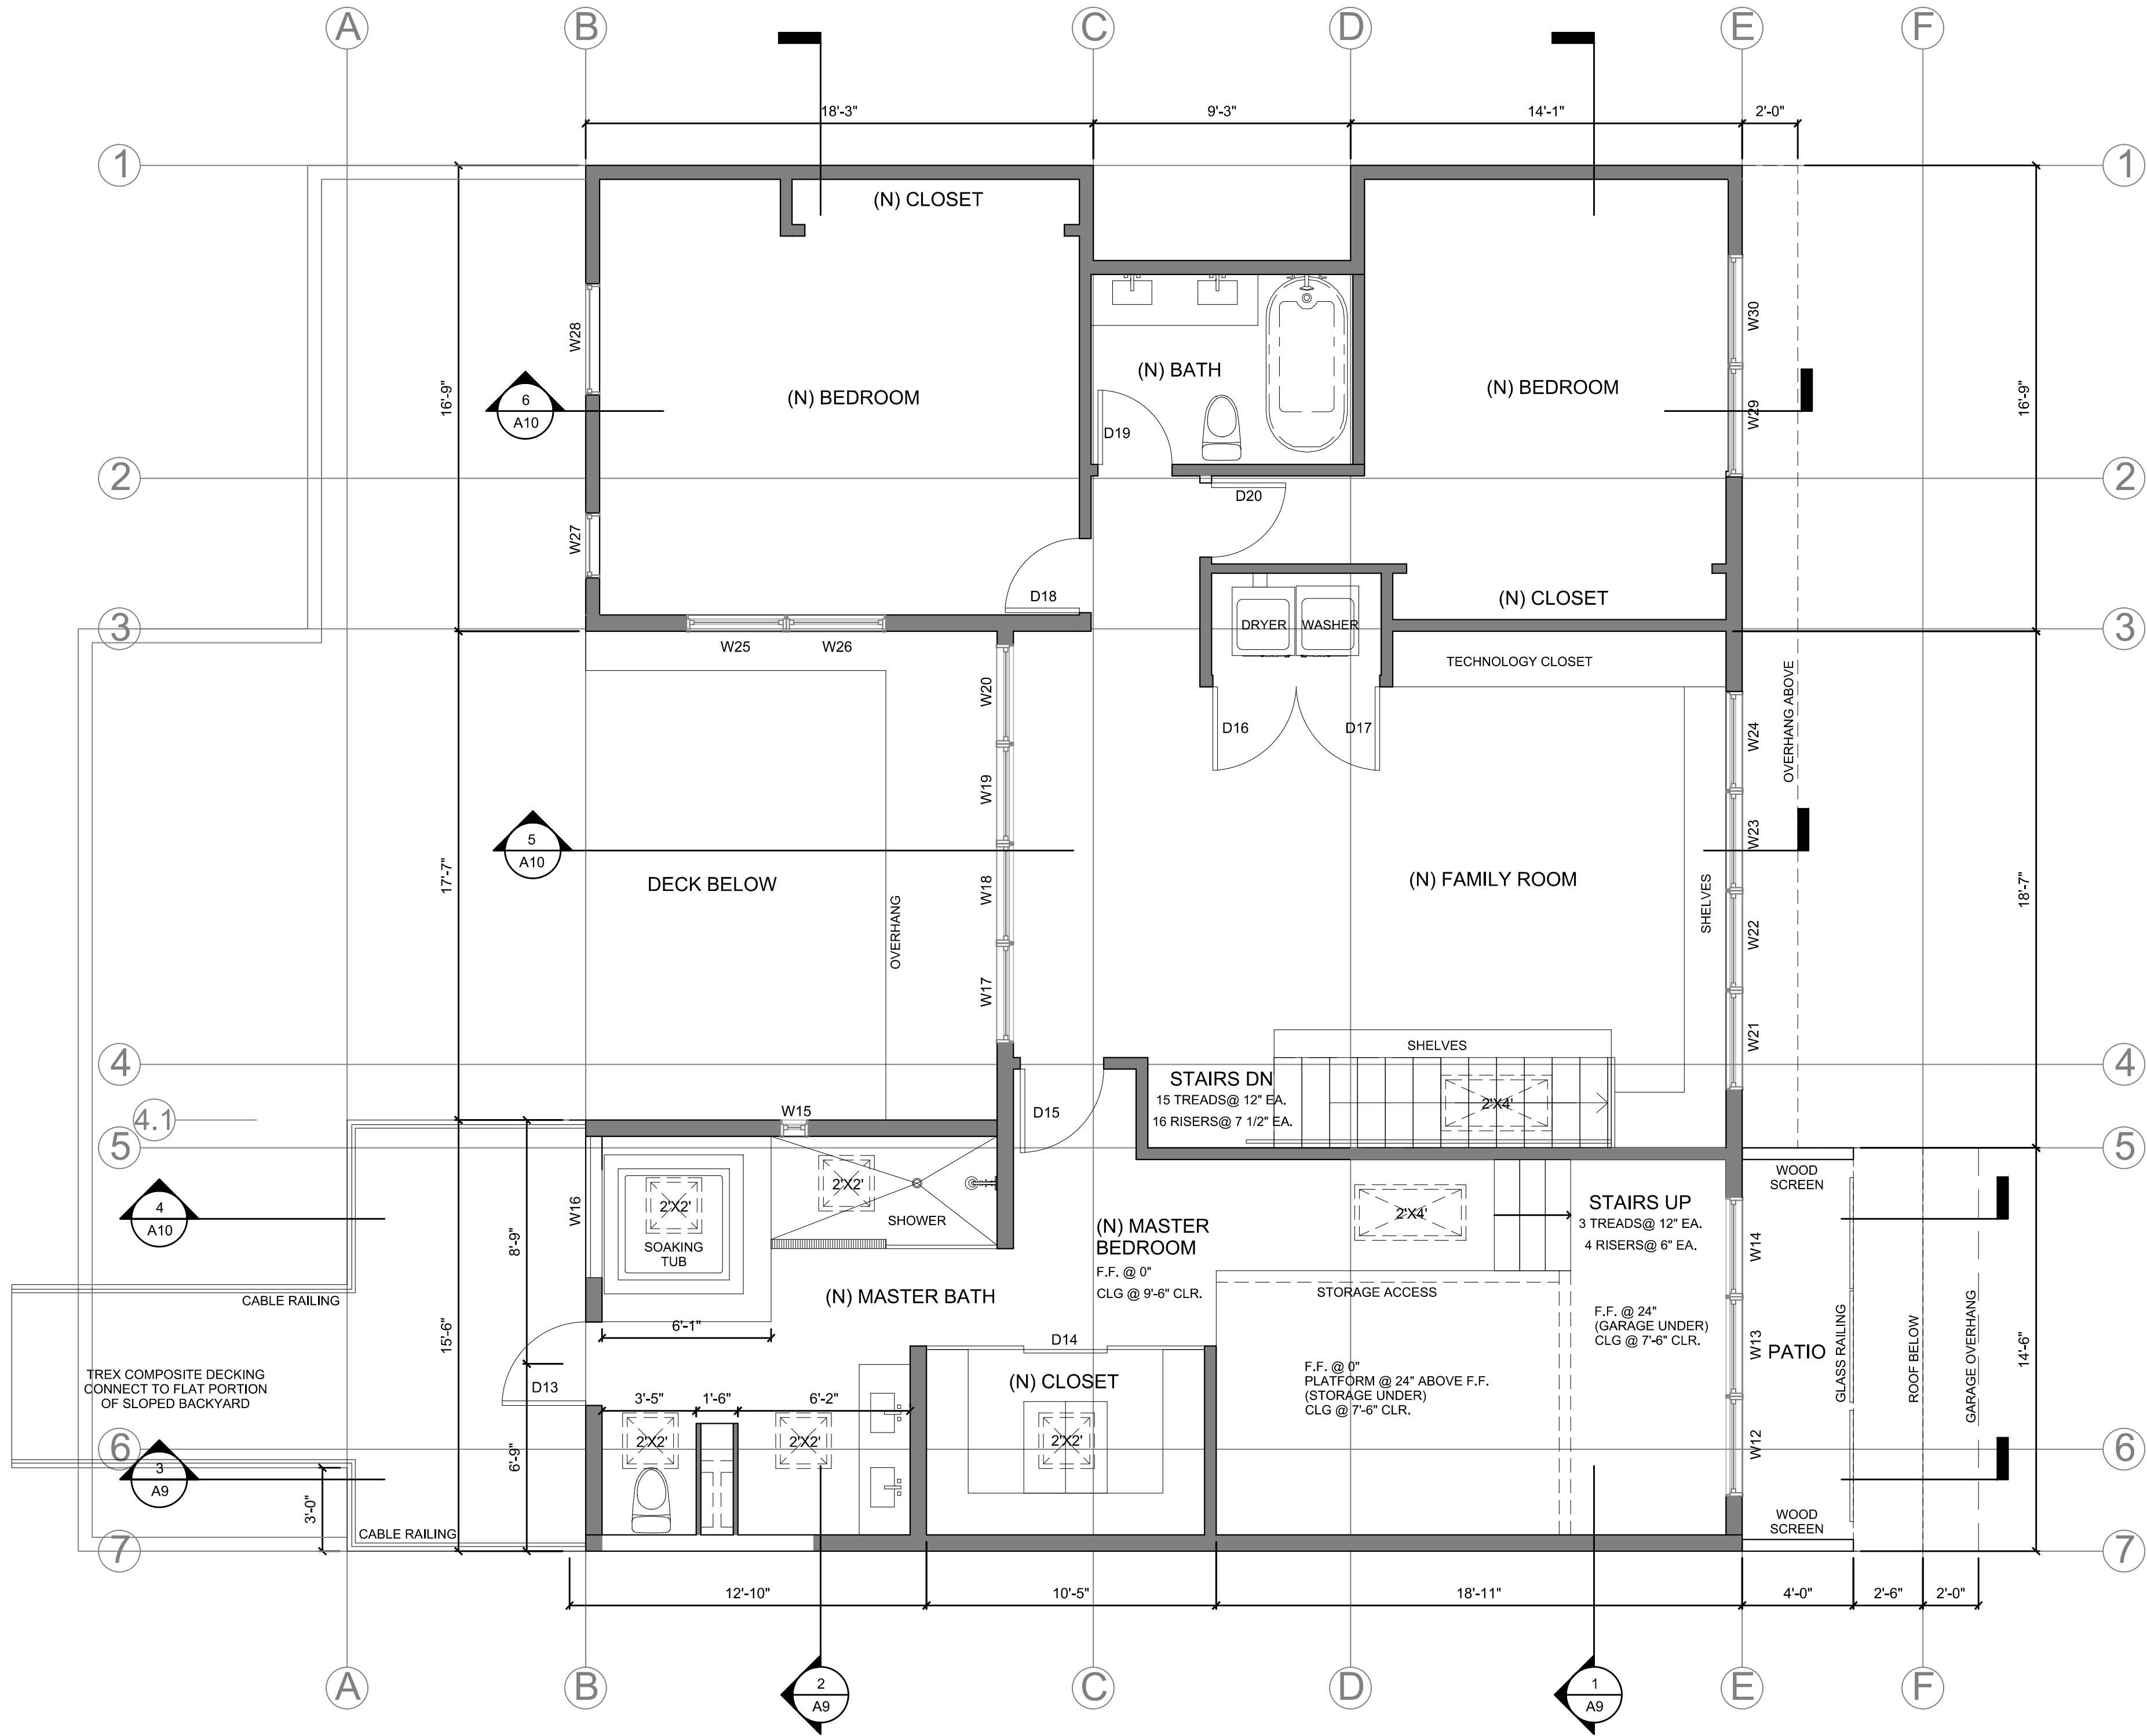 A
B
C
D
E
F
18'-3"
9'-3"
14'-1"
2'-0"
1
1
(N) CLOSET
W28
W30
16'-9"
6
A10
(N) BEDROOM
(N) BATH
(N) BEDROOM
W29
16'-9"
D19
2
2
D20
W27
D18
(N) CLOSET
3
3
DRYER
WASHER
W25
W26
TECHNOLOGY CLOSET
W20
D16
D17
W24
OVERHANG ABOVE
W19
W23
5
A10
17'-7"
DECK BELOW
W18
(N) FAMILY ROOM
SHELVES
18'-7"
OVERHANG
W22
W17
W21
SHELVES
4
4
STAIRS DN
15 TREADS@ 12" EA.
16 RISERS@ 7 1/2" EA.
2'X4'
4.1
W15
D15
5
5
WOOD
SCREEN
4
A10
W16
2'X2'
2'X2'
SHOWER
SOAKING
TUB
8'-9"
(N) MASTER
BEDROOM
F.F. @ 0"
CLG @ 9'-6" CLR.
2'X4'
STAIRS UP
3 TREADS@ 12" EA.
4 RISERS@ 6" EA.
W14
CABLE RAILING
(N) MASTER BATH
STORAGE ACCESS
F.F. @ 24"
(GARAGE UNDER)
CLG @ 7'-6" CLR.
15'-6"
6'-1"
D14
W13
PATIO
GLASS RAILING
ROOF BELOW
GARAGE OVERHANG
14'-6"
TREX COMPOSITE DECKING
CONNECT TO FLAT PORTION
OF SLOPED BACKYARD
D13
(N) CLOSET
F.F. @ 0"
PLATFORM @ 24" ABOVE F.F.
(STORAGE UNDER)
CLG @ 7'-6" CLR.
3'-5"
1'-6"
6'-2"
6
6
6'-9"
2'X2'
2'X2'
2'X2'
W12
3
A9
3'-0"
CABLE RAILING
WOOD
SCREEN
7
7
12'-10"
10'-5"
18'-11"
4'-0"
2'-6"
2'-0"
A
B
2
A9
C
D
1
A9
E
F